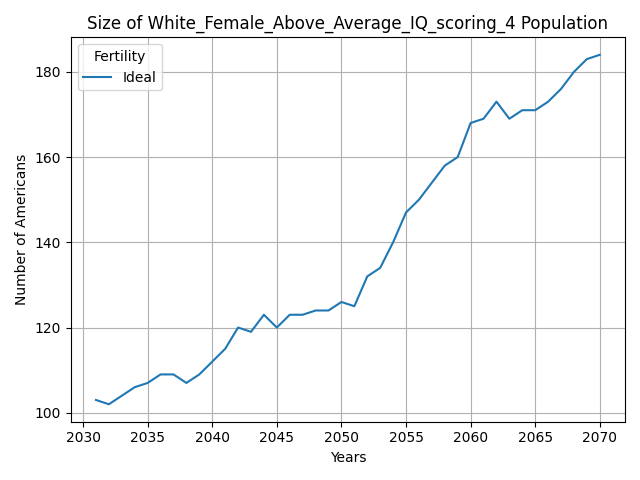 Size of White_Female_Above_Average_IQ_scoring_4 Population
Fertility
Ideal
Number of Americans
180
160
140
120
100
2030 2035 2040 2045 2050 2055 2060 2065 2070
Years